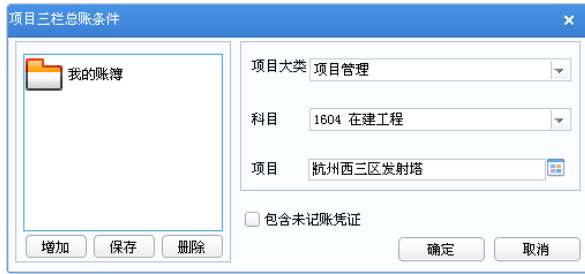 项目三栏总账条件
我的账簿
项目大类 项目管理
科目 1604 在建工程
项目 杭州西三区发射塔
包含未记账凭证
增加 保存 删除
确定 取消